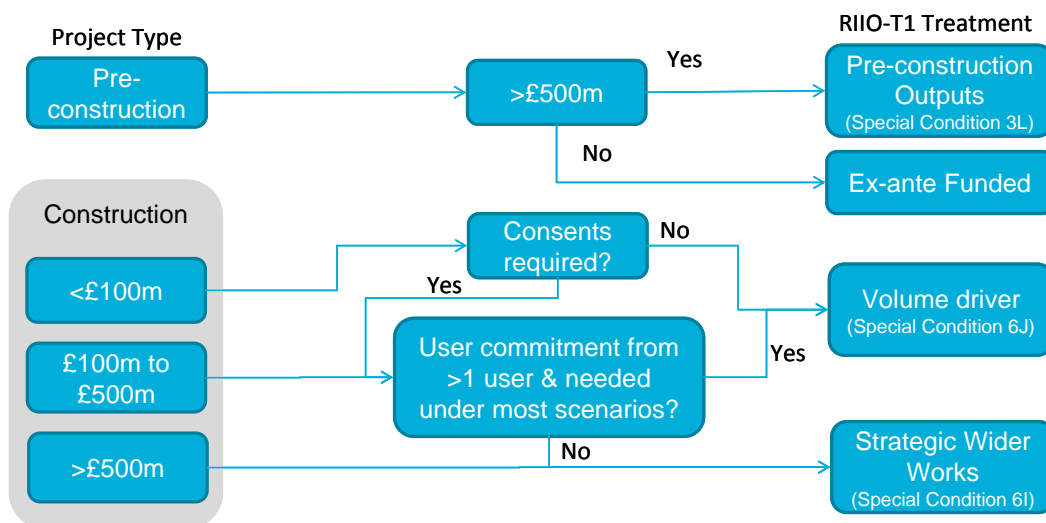 Project Type
RIIO-T1 Treatment
Pre-
construction
>£500m
Yes
Pre-construction
Outputs
(Special Condition 3L)
No
Ex-ante Funded
Construction
<£100m
Consents
required?
No
Yes
Volume driver
(Special Condition 6J)
£100m to
£500m
User commitment from
>1 user & needed
under most scenarios?
Yes
>£500m
No
Strategic Wider
Works
(Special Condition 6I)